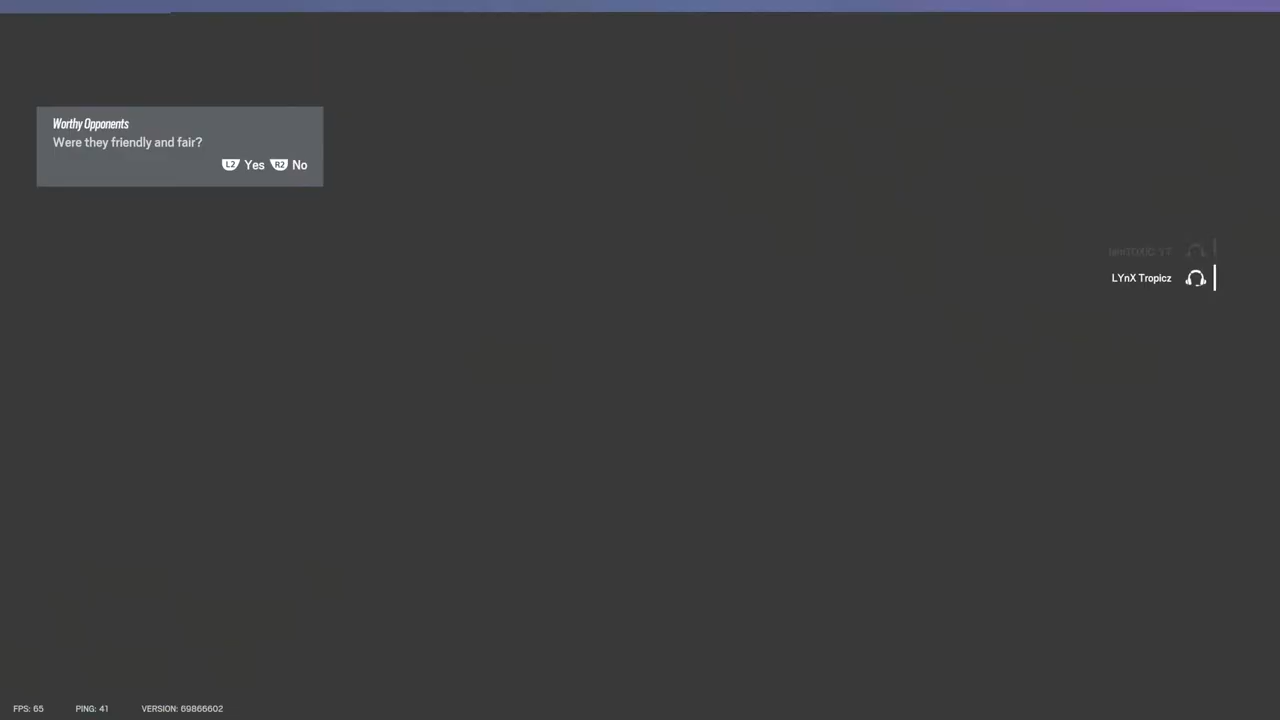 Worthy Opponents
Were they friendly and fair?
L2 Yes R2 No
LYnX Tropicz
FPS: 65 PING: 41 VERSION: 69866602